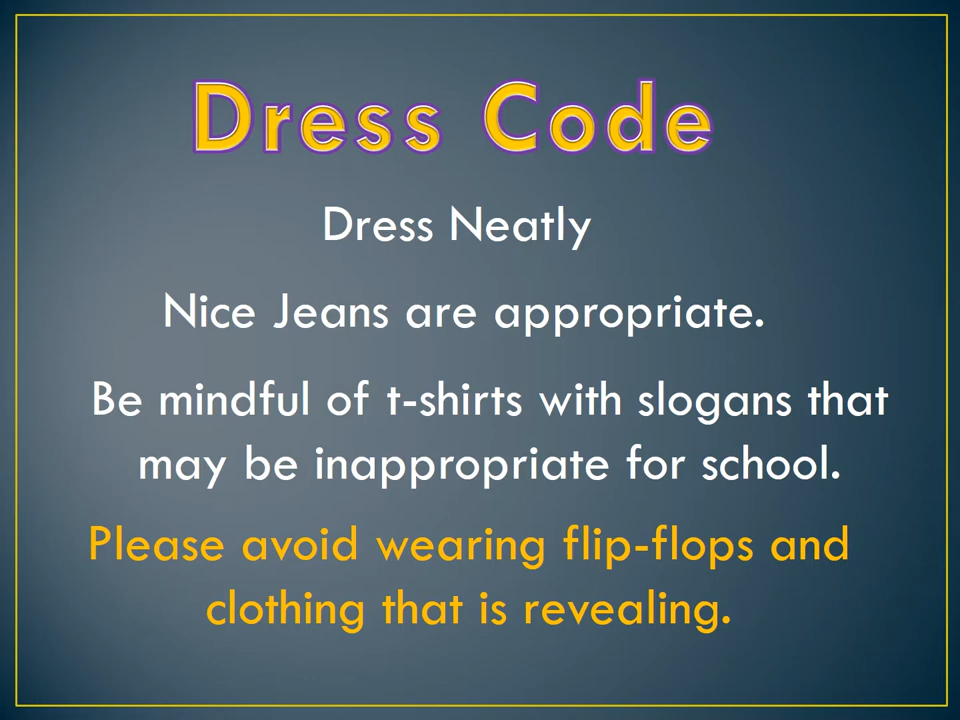 Dress Code
Dress Neatly
Nice Jeans are appropriate.
Be mindful of t-shirts with slogans that
may be inappropriate for school.
Please avoid wearing flip-flops and
clothing that is revealing.